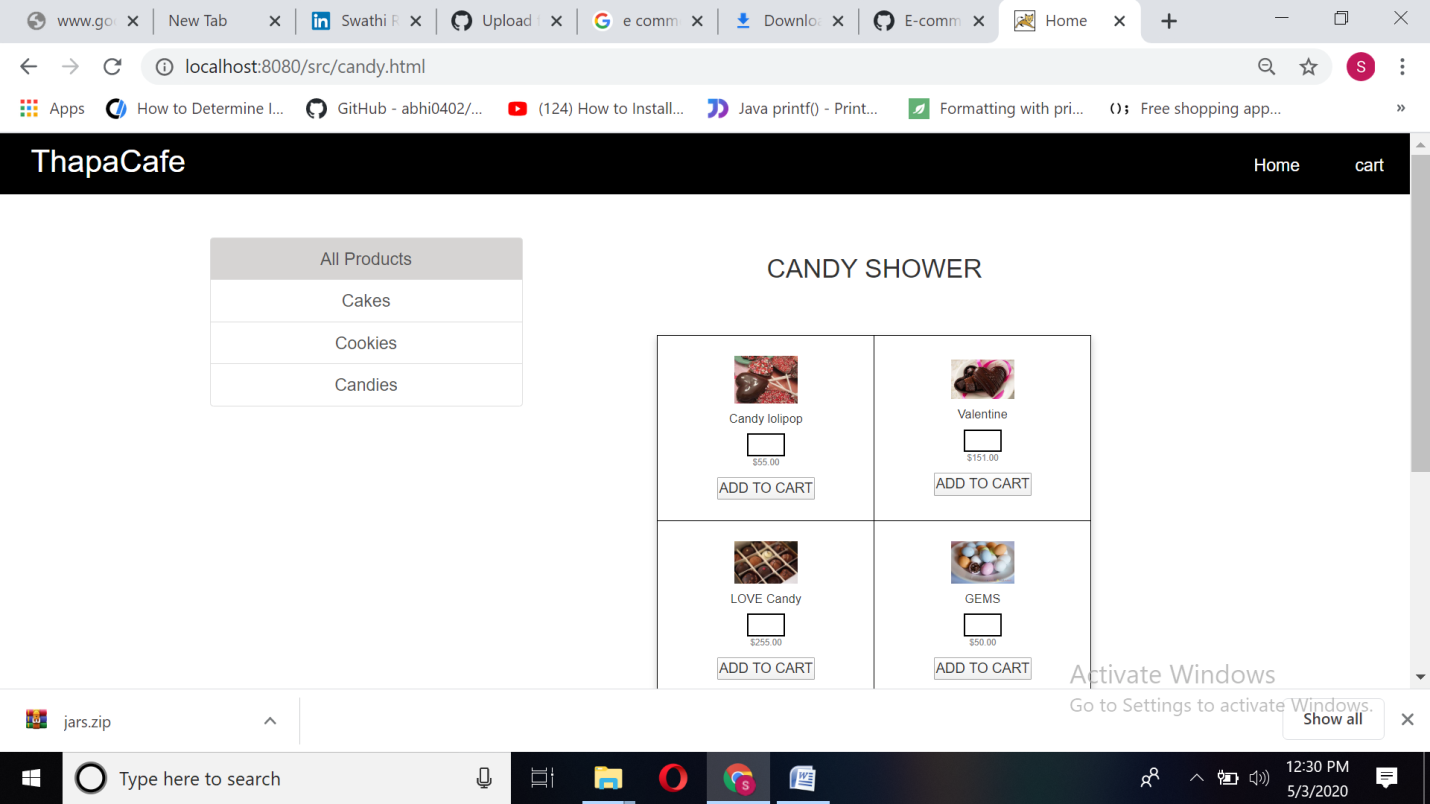 www.goo
New Tab
Swathi R
Upload f
e comm
Downloa
E-comm
Home
localhost:8080/src/candy.html
S
Apps
How to Determine I...
GitHub - abhi0402/...
(124) How to Install...
Java printf() - Print...
Formatting with pri...
Free shopping app...
»
ThapaCafe
Home
cart
All Products
Cakes
Cookies
Candies
CANDY SHOWER
Candy lolipop
$55.00
ADD TO CART
Valentine
$151.00
ADD TO CART
LOVE Candy
$255.00
ADD TO CART
GEMS
$50.00
ADD TO CART
Activate Windows
Go to Settings to activate Windows.
jars.zip
Show all
Type here to search
12:30 PM
5/3/2020